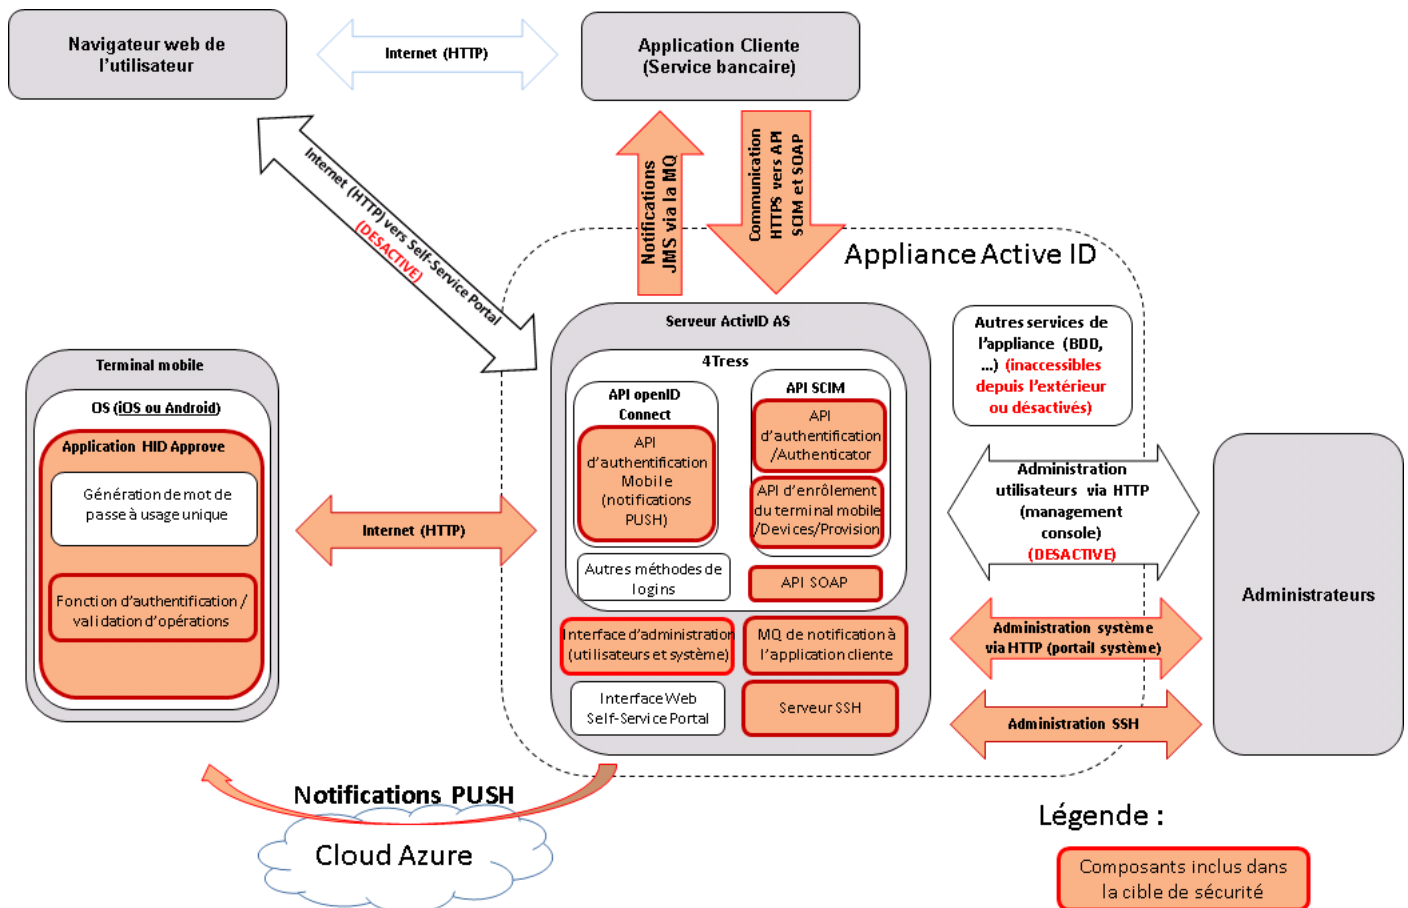 Navigateur web de
l'utilisateur
Internet (HTTP)
Application Cliente
(Service bancaire)
Internet (HTTP) vers Self-Service Portal
(DESACTIVE)
Notifications
JMS via la MQ
Communication
HTTPS vers API
SCIM et SOAP
Appliance Active ID
Serveur ActivID AS
4Tress
API openID
Connect
API
d'authentification
Mobile
(notifications
PUSH)
API SCIM
API
d'authentification
/Authenticator
API d'enrôlement
du terminal mobile
/Devices/Provision
Autres méthodes de
logins
API SOAP
Interface d'administration
(utilisateurs et système)
MQ de notification à
l'application cliente
Interface Web
Self-Service Portal
Serveur SSH
Autres services de
l'appliance (BDD,
...) (inaccessibles
depuis l'extérieur
ou désactivés)
Terminal mobile
OS (iOS ou Android)
Application HID Approve
Génération de mot de
passe à usage unique
Fonction d'authentification /
validation d'opérations
Internet (HTTP)
Administration
utilisateurs via HTTP
(management
console)
(DESACTIVE)
Administration système
via HTTP (portail système)
Administration SSH
Administrateurs
Notifications PUSH
Cloud Azure
Légende :
Composants inclus dans
la cible de sécurité